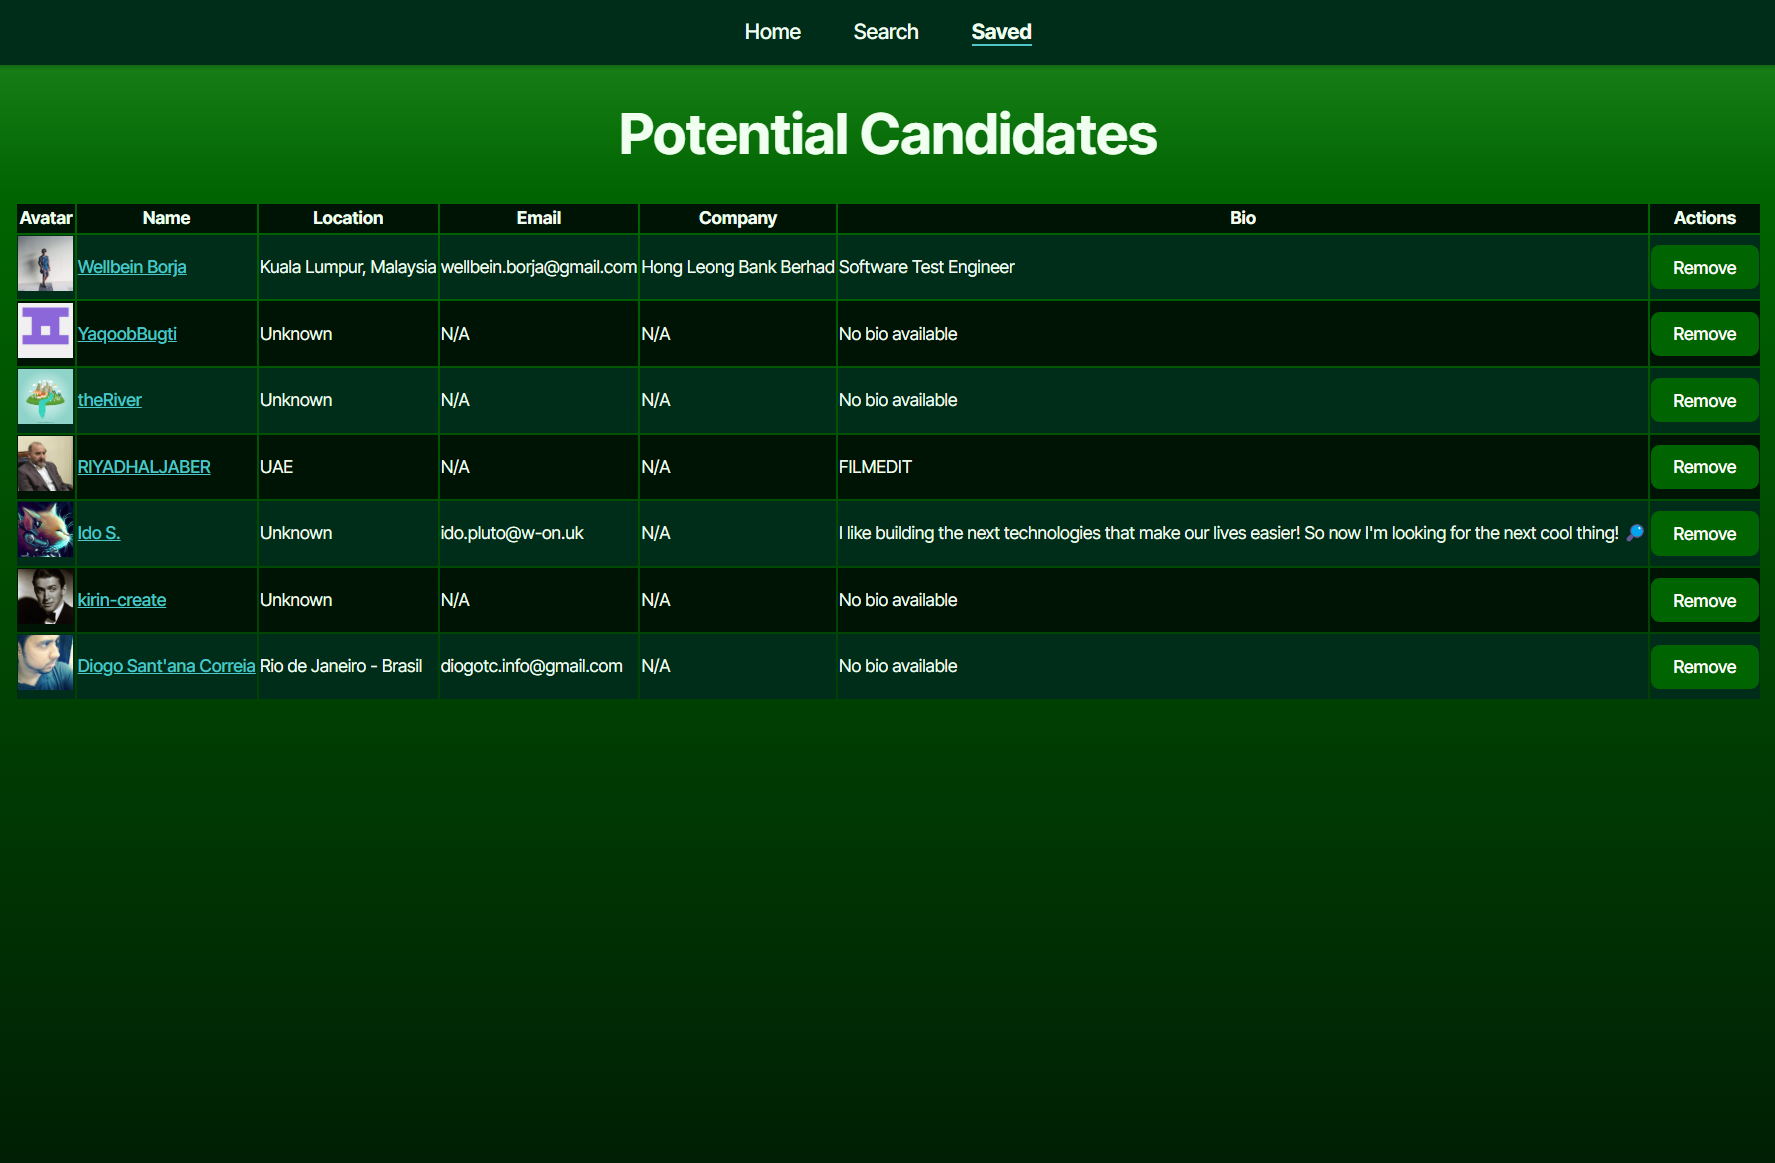 Home Search Saved
Potential Candidates
Avatar Name Location Email Company Bio Actions
Wellbein Borja Kuala Lumpur, Malaysia wellbein.borja@gmail.com Hong Leong Bank Berhad Software Test Engineer Remove
YaqoobBugti Unknown N/A N/A No bio available Remove
theRiver Unknown N/A N/A No bio available Remove
RIYADHALJABER UAE N/A N/A FILMEDIT Remove
Ido S. Unknown ido.pluto@w-on.uk N/A I like building the next technologies that make our lives easier! So now I'm looking for the next cool thing! 🔎 Remove
kirin-create Unknown N/A N/A No bio available Remove
Diogo Sant'ana Correia Rio de Janeiro - Brasil diogotc.info@gmail.com N/A No bio available Remove